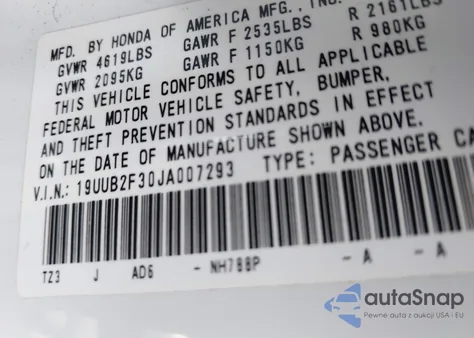 MFD. BY HONDA OF AMERICA MFG., INC.
GVWR 4619LBS GAWR F 2535LBS R 2161LBS
GVWR 2095KG GAWR F 1150KG R 980KG
THIS VEHICLE CONFORMS TO ALL APPLICABLE
FEDERAL MOTOR VEHICLE SAFETY, BUMPER,
AND THEFT PREVENTION STANDARDS IN EFFECT
ON THE DATE OF MANUFACTURE SHOWN ABOVE.
V.I.N.: 19UUB2F30JA007293 TYPE: PASSENGER CA
TZ3 J AD6 - NH788P - A - A
autaSnap
Pewne auta z aukcji USA i EU